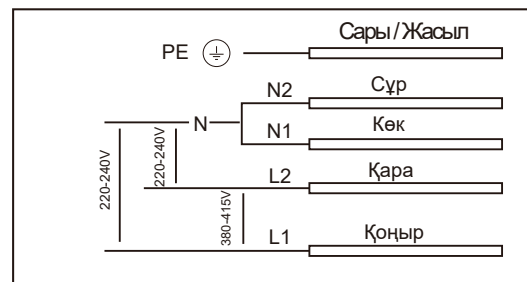 Сары / Жасыл
PE
N2 Сұр
N
N1 Көк
220-240V
220-240V
L2 Қара
380-415V
L1 Қоңыр